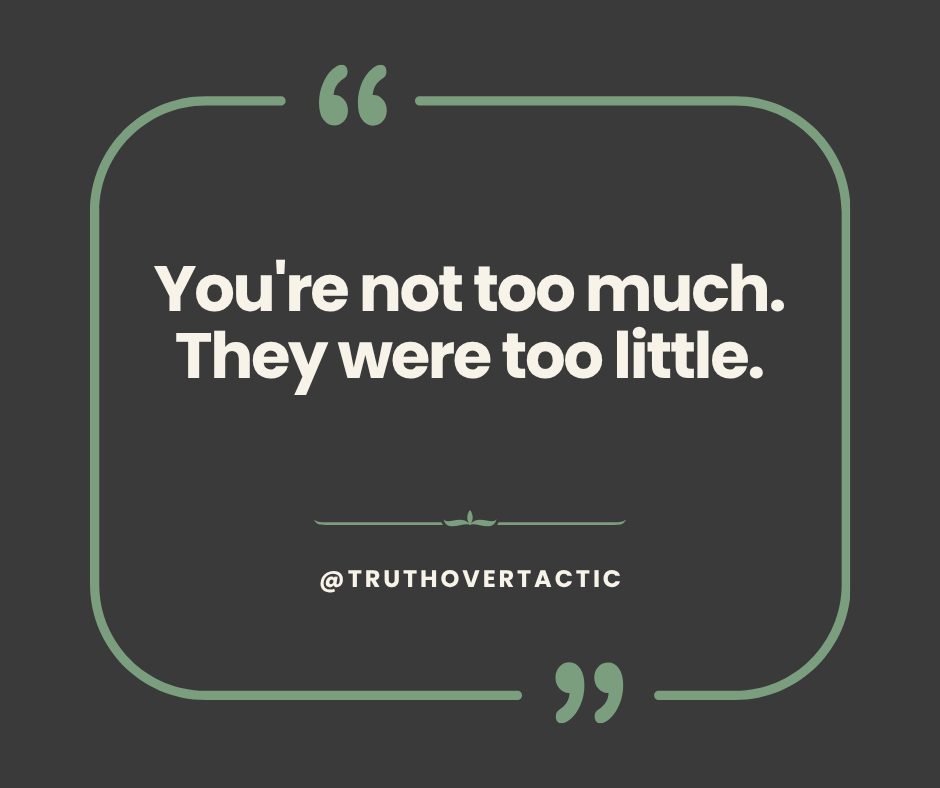 “
You're not too much.
They were too little.
@TRUTHOVERTACTIC
”